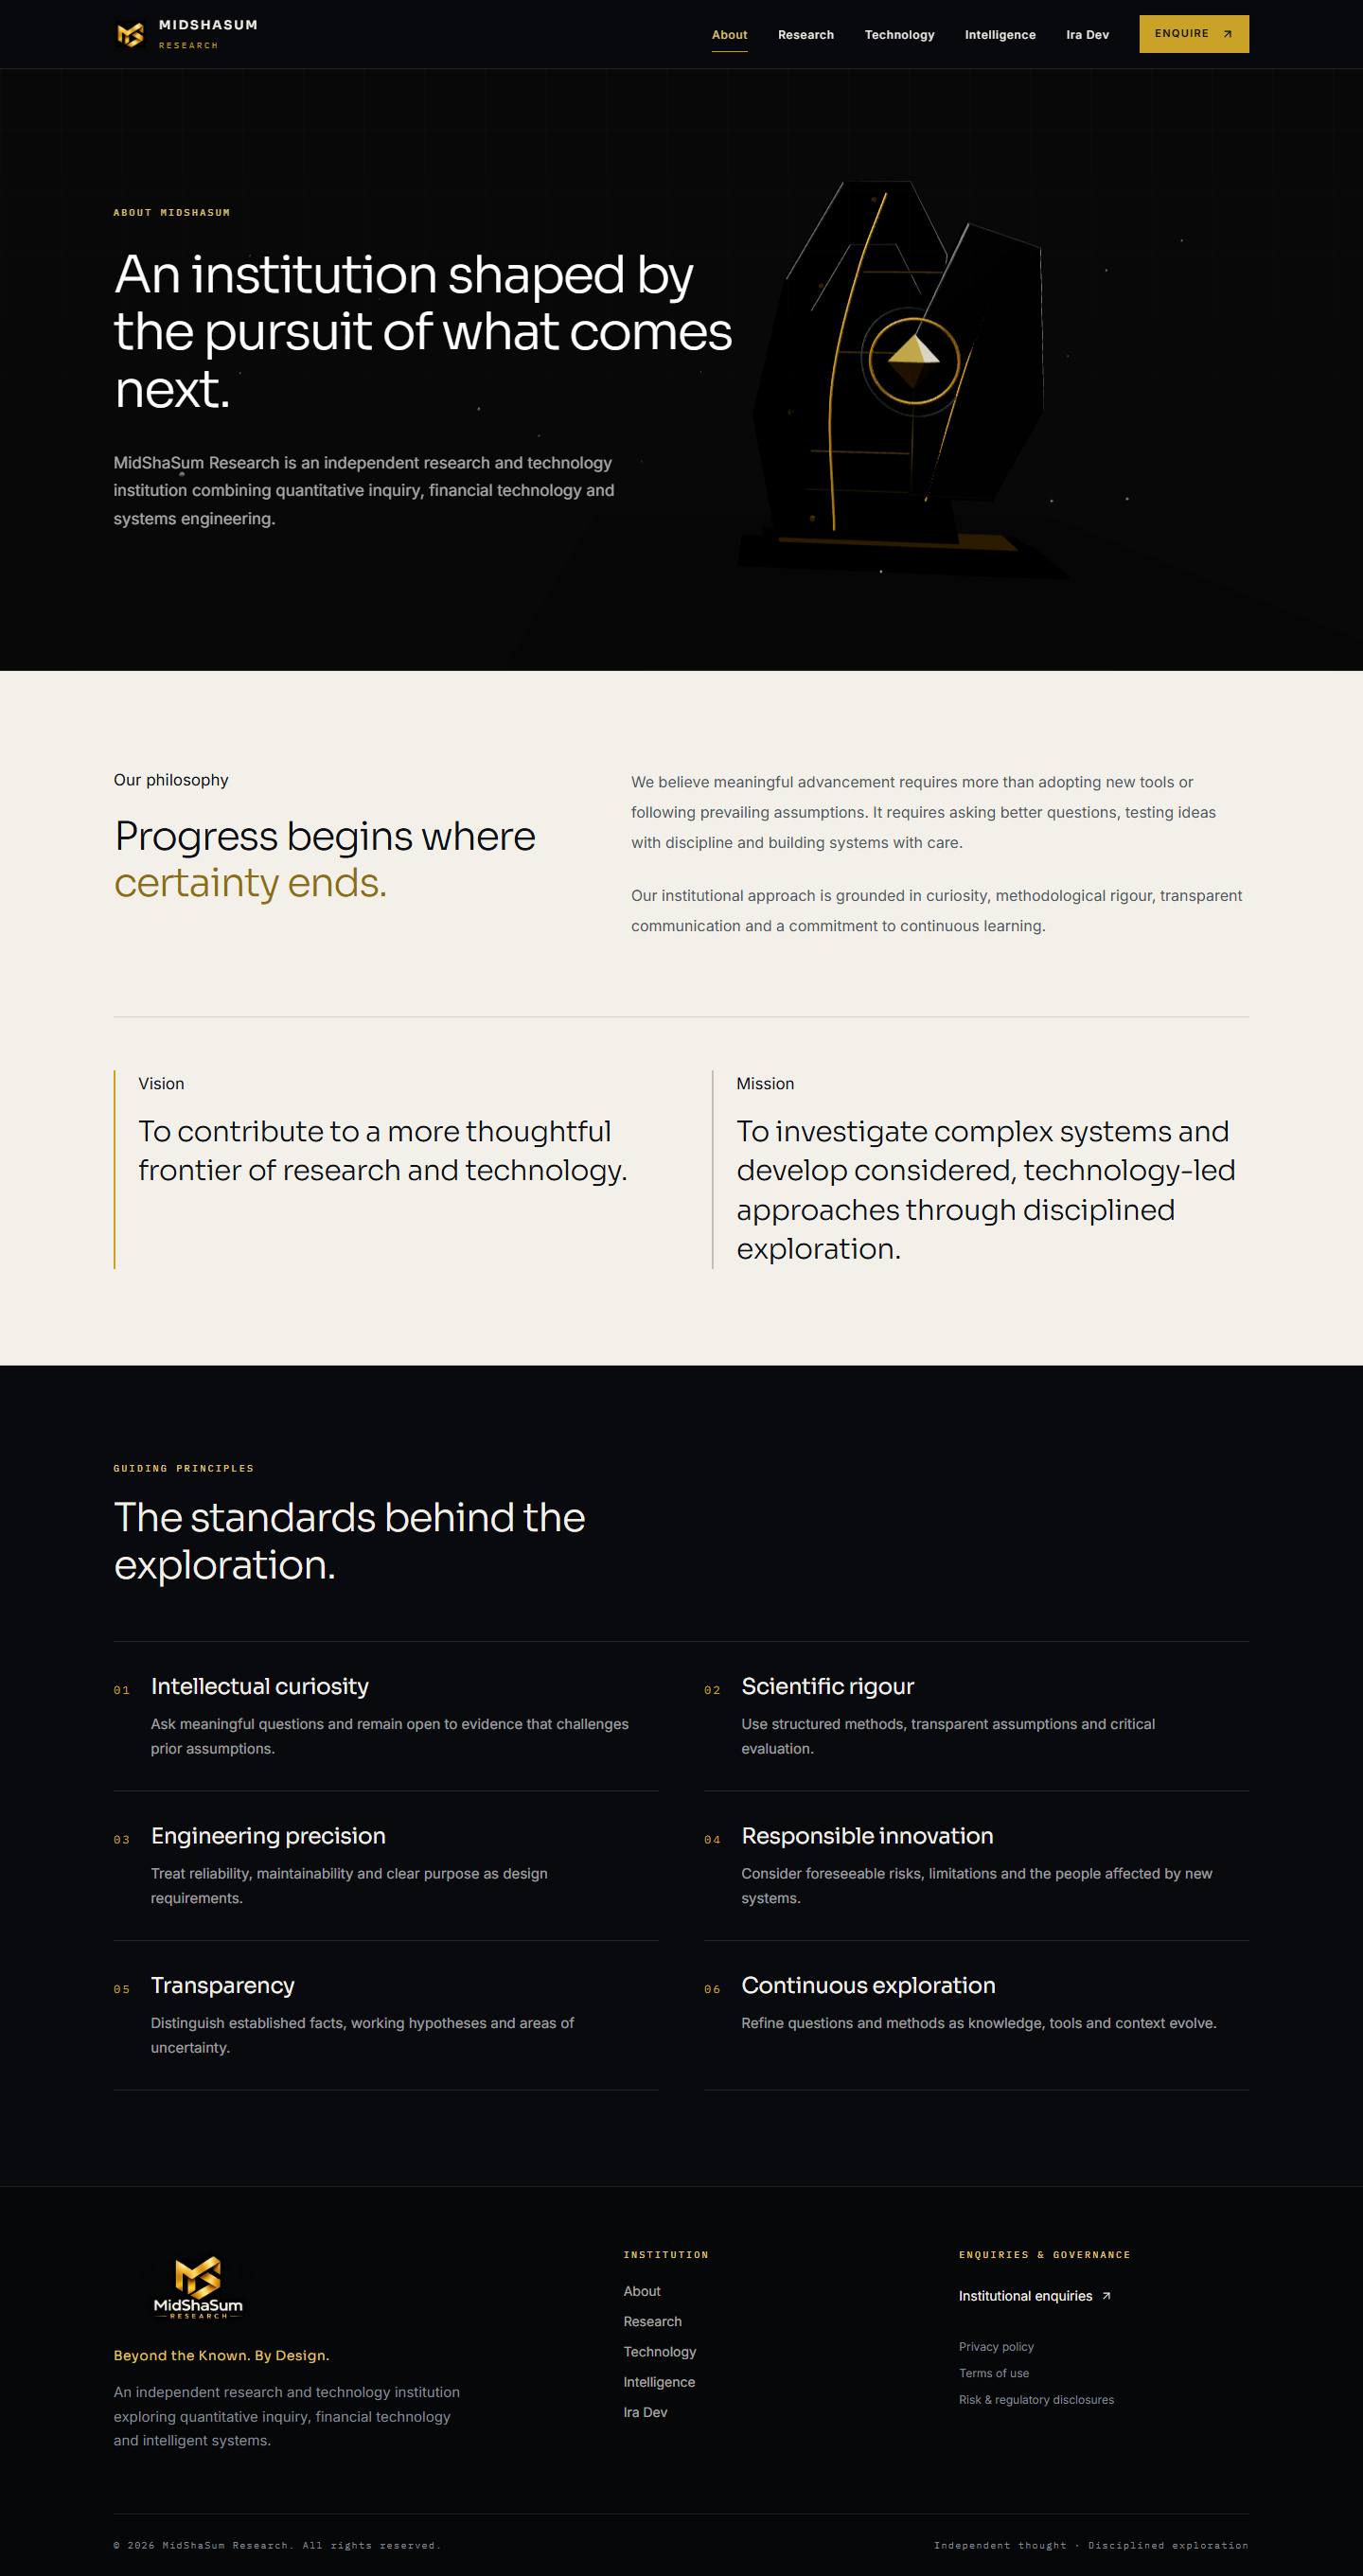 MIDSHASUM
RESEARCH
About
Research
Technology
Intelligence
Ira Dev
ENQUIRE
ABOUT MIDSHASUM
An institution shaped by
the pursuit of what comes
next.
MidShaSum Research is an independent research and technology
institution combining quantitative inquiry, financial technology and
systems engineering.
Our philosophy
Progress begins where
certainty ends.
We believe meaningful advancement requires more than adopting new tools or
following prevailing assumptions. It requires asking better questions, testing ideas
with discipline and building systems with care.
Our institutional approach is grounded in curiosity, methodological rigour, transparent
communication and a commitment to continuous learning.
Vision
To contribute to a more thoughtful
frontier of research and technology.
Mission
To investigate complex systems and
develop considered, technology-led
approaches through disciplined
exploration.
GUIDING PRINCIPLES
The standards behind the
exploration.
01 Intellectual curiosity
Ask meaningful questions and remain open to evidence that challenges
prior assumptions.
02 Scientific rigour
Use structured methods, transparent assumptions and critical
evaluation.
03 Engineering precision
Treat reliability, maintainability and clear purpose as design
requirements.
04 Responsible innovation
Consider foreseeable risks, limitations and the people affected by new
systems.
05 Transparency
Distinguish established facts, working hypotheses and areas of
uncertainty.
06 Continuous exploration
Refine questions and methods as knowledge, tools and context evolve.
MidShaSum
RESEARCH
Beyond the Known. By Design.
An independent research and technology institution
exploring quantitative inquiry, financial technology
and intelligent systems.
INSTITUTION
About
Research
Technology
Intelligence
Ira Dev
ENQUIRIES & GOVERNANCE
Institutional enquiries
Privacy policy
Terms of use
Risk & regulatory disclosures
© 2026 MidShaSum Research. All rights reserved.
Independent thought · Disciplined exploration